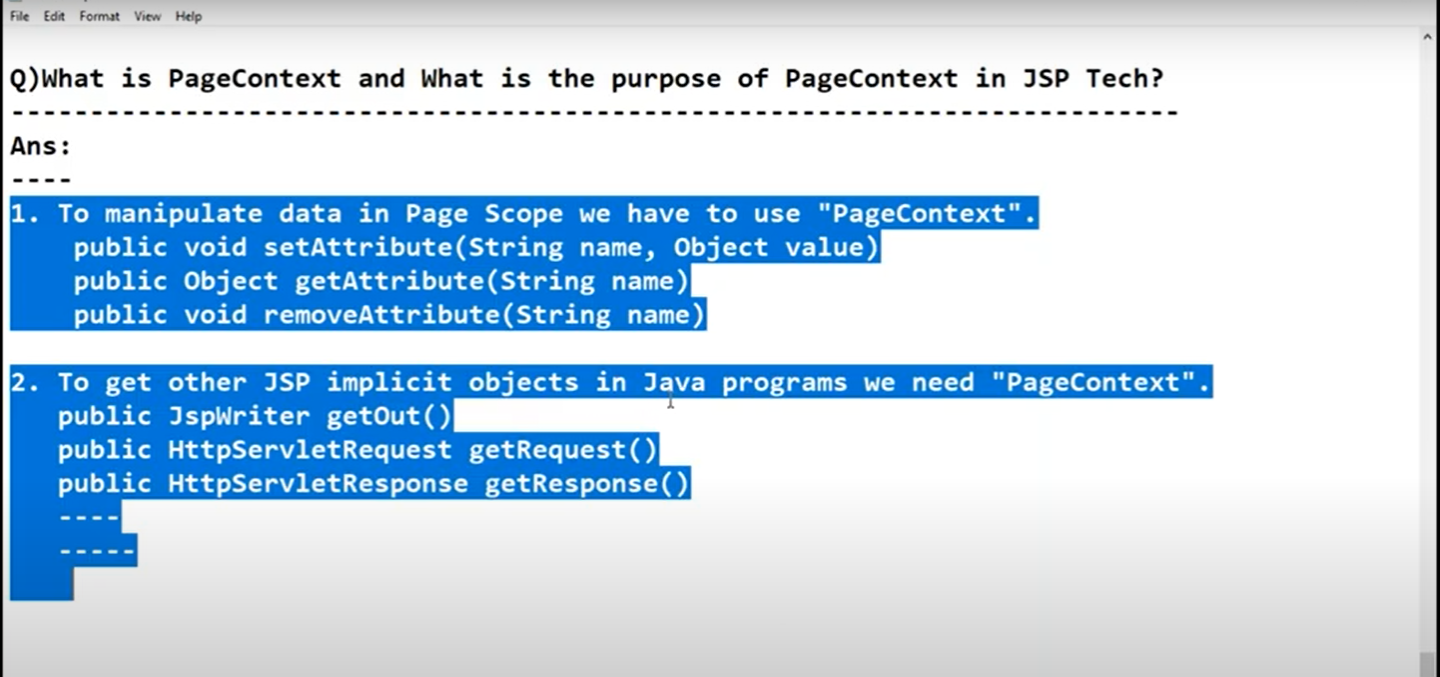 File Edit Format View Help
Q)What is PageContext and What is the purpose of PageContext in JSP Tech?
--------------------------------------------------------------------------
Ans:
----
1. To manipulate data in Page Scope we have to use "PageContext".
public void setAttribute(String name, Object value)
public Object getAttribute(String name)
public void removeAttribute(String name)
2. To get other JSP implicit objects in Java programs we need "PageContext".
public JspWriter getOut()
public HttpServletRequest getRequest()
public HttpServletResponse getResponse()
----
-----